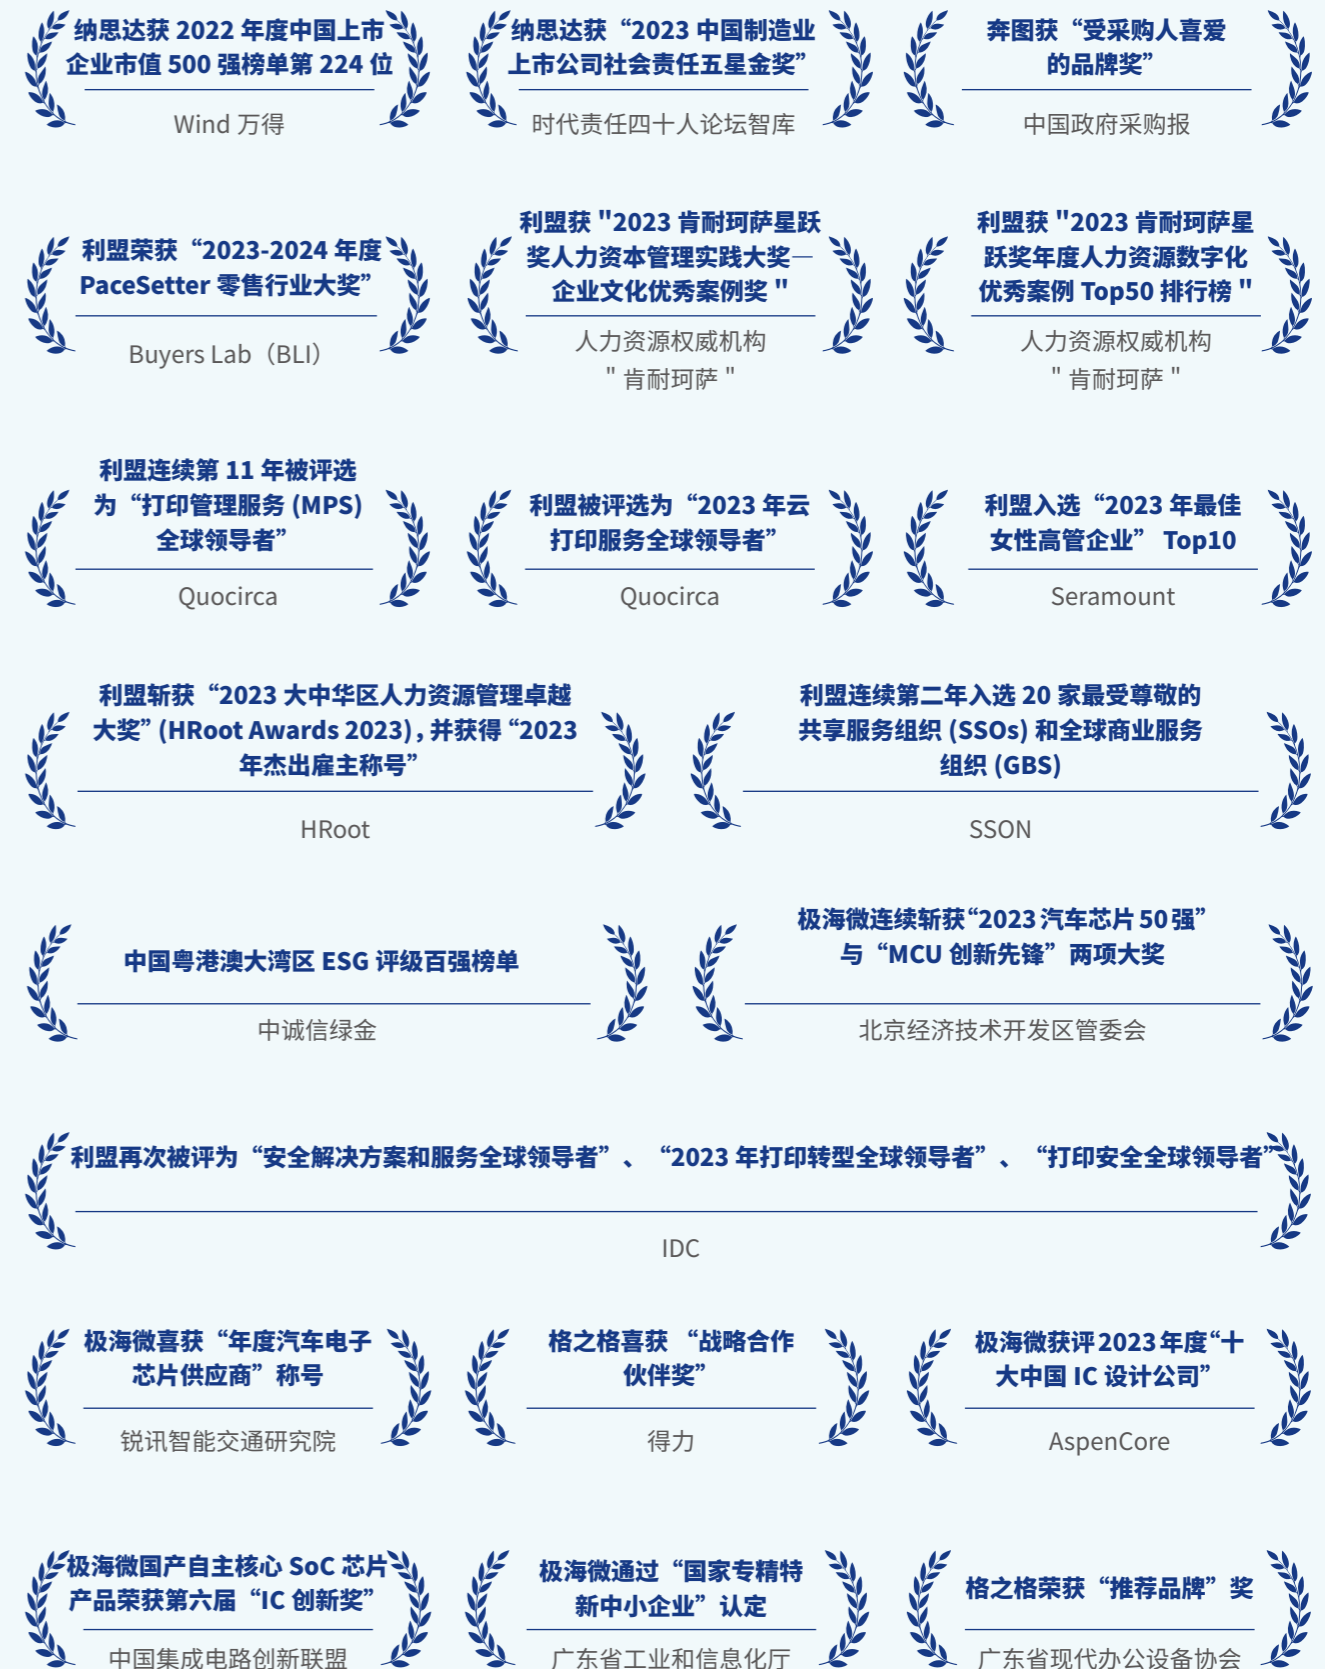 纳思达获 2022 年度中国上市
企业市值 500 强榜单第 224 位
Wind 万得
纳思达获“2023 中国制造业
上市公司社会责任五星金奖”
时代责任四十人论坛智库
奔图获“受采购人喜爱
的品牌奖”
中国政府采购报
利盟荣获“2023-2024 年度
PaceSetter 零售行业大奖”
Buyers Lab（BLI）
利盟获 "2023 肯耐珂萨星跃
奖人力资本管理实践大奖—
企业文化优秀案例奖 "
人力资源权威机构
" 肯耐珂萨 "
利盟获 "2023 肯耐珂萨星
跃奖年度人力资源数字化
优秀案例 Top50 排行榜 "
人力资源权威机构
" 肯耐珂萨 "
利盟连续第 11 年被评选
为“打印管理服务 (MPS)
全球领导者”
Quocirca
利盟被评选为“2023 年云
打印服务全球领导者”
Quocirca
利盟入选“2023 年最佳
女性高管企业” Top10
Seramount
利盟斩获“2023 大中华区人力资源管理卓越
大奖” (HRoot Awards 2023)，并获得 “2023
年杰出雇主称号”
HRoot
利盟连续第二年入选 20 家最受尊敬的
共享服务组织 (SSOs) 和全球商业服务
组织 (GBS)
SSON
中国粤港澳大湾区 ESG 评级百强榜单
中诚信绿金
极海微连续斩获“2023 汽车芯片 50 强”
与“MCU 创新先锋”两项大奖
北京经济技术开发区管委会
利盟再次被评为“安全解决方案和服务全球领导者”、“2023 年打印转型全球领导者”、“打印安全全球领导者”
IDC
极海微喜获“年度汽车电子
芯片供应商”称号
锐讯智能交通研究院
格之格喜获 “战略合作
伙伴奖”
得力
极海微获评 2023 年度“十
大中国 IC 设计公司”
AspenCore
极海微国产自主核心 SoC 芯片
产品荣获第六届“IC 创新奖”
中国集成电路创新联盟
极海微通过“国家专精特
新中小企业”认定
广东省工业和信息化厅
格之格荣获“推荐品牌”奖
广东省现代办公设备协会